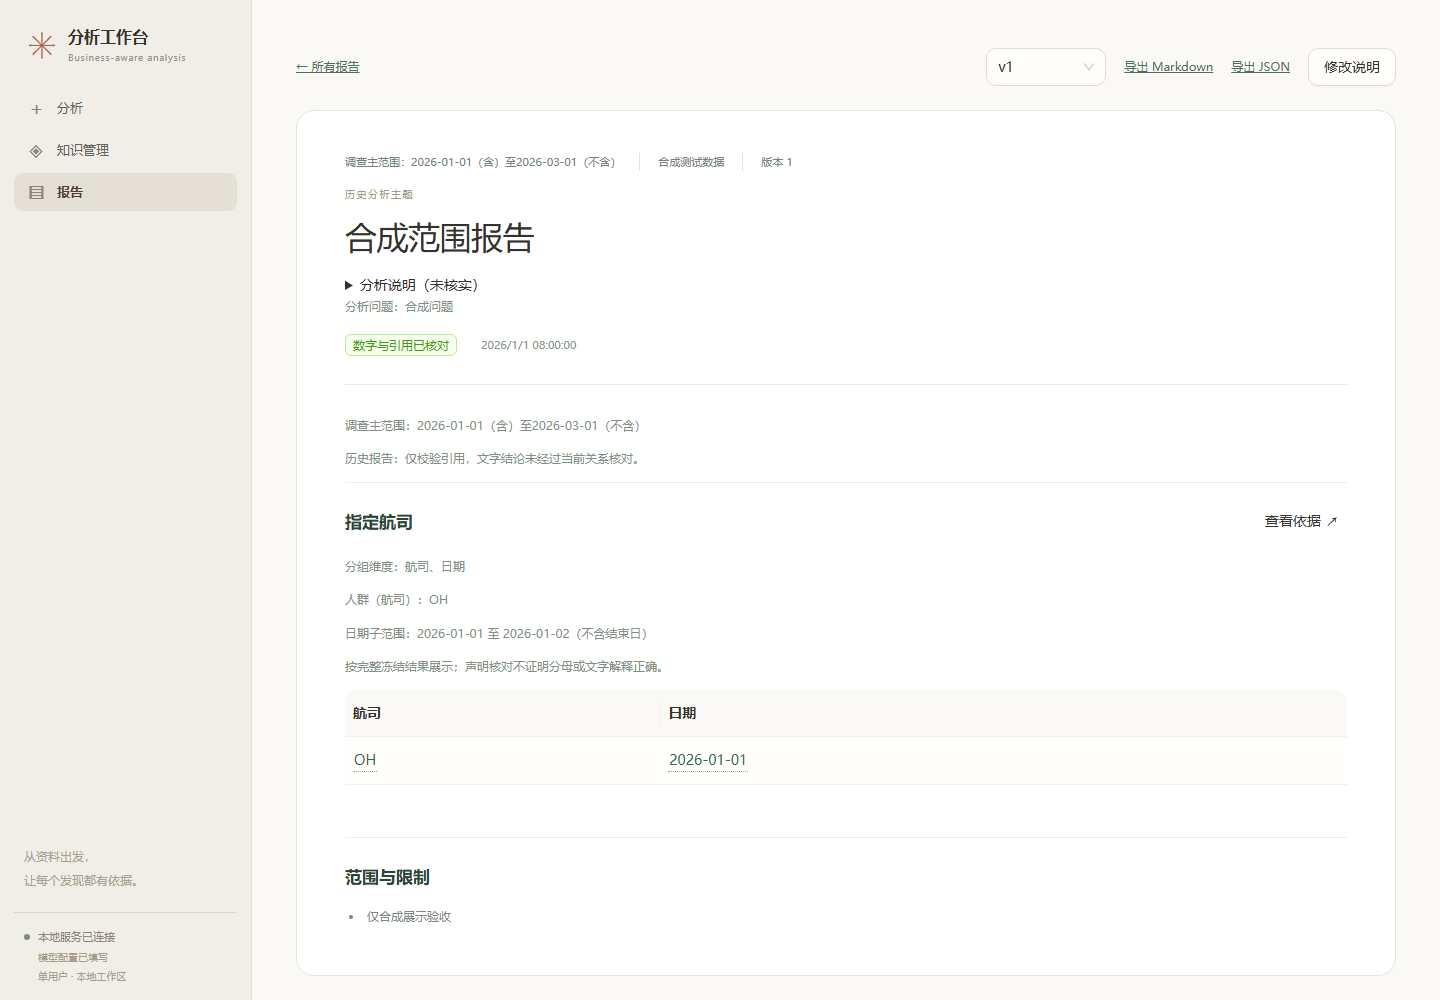 分析工作台
Business-aware analysis
分析
知识管理
报告
从资料出发，
让每个发现都有依据。
本地服务已连接
模型配置已填写
单用户 · 本地工作区
← 所有报告
v1
导出 Markdown
导出 JSON
修改说明
调查主范围：2026-01-01（含）至2026-03-01（不含）
合成测试数据
版本 1
历史分析主题
合成范围报告
分析说明（未核实）
分析问题：合成问题
数字与引用已核对
2026/1/1 08:00:00
调查主范围：2026-01-01（含）至2026-03-01（不含）
历史报告：仅校验引用，文字结论未经过当前关系核对。
指定航司
查看依据 ↗
分组维度：航司、日期
人群（航司）：OH
日期子范围：2026-01-01 至 2026-01-02（不含结束日）
按完整冻结结果展示；声明核对不证明分母或文字解释正确。
航司 日期
OH 2026-01-01
范围与限制
• 仅合成展示验收